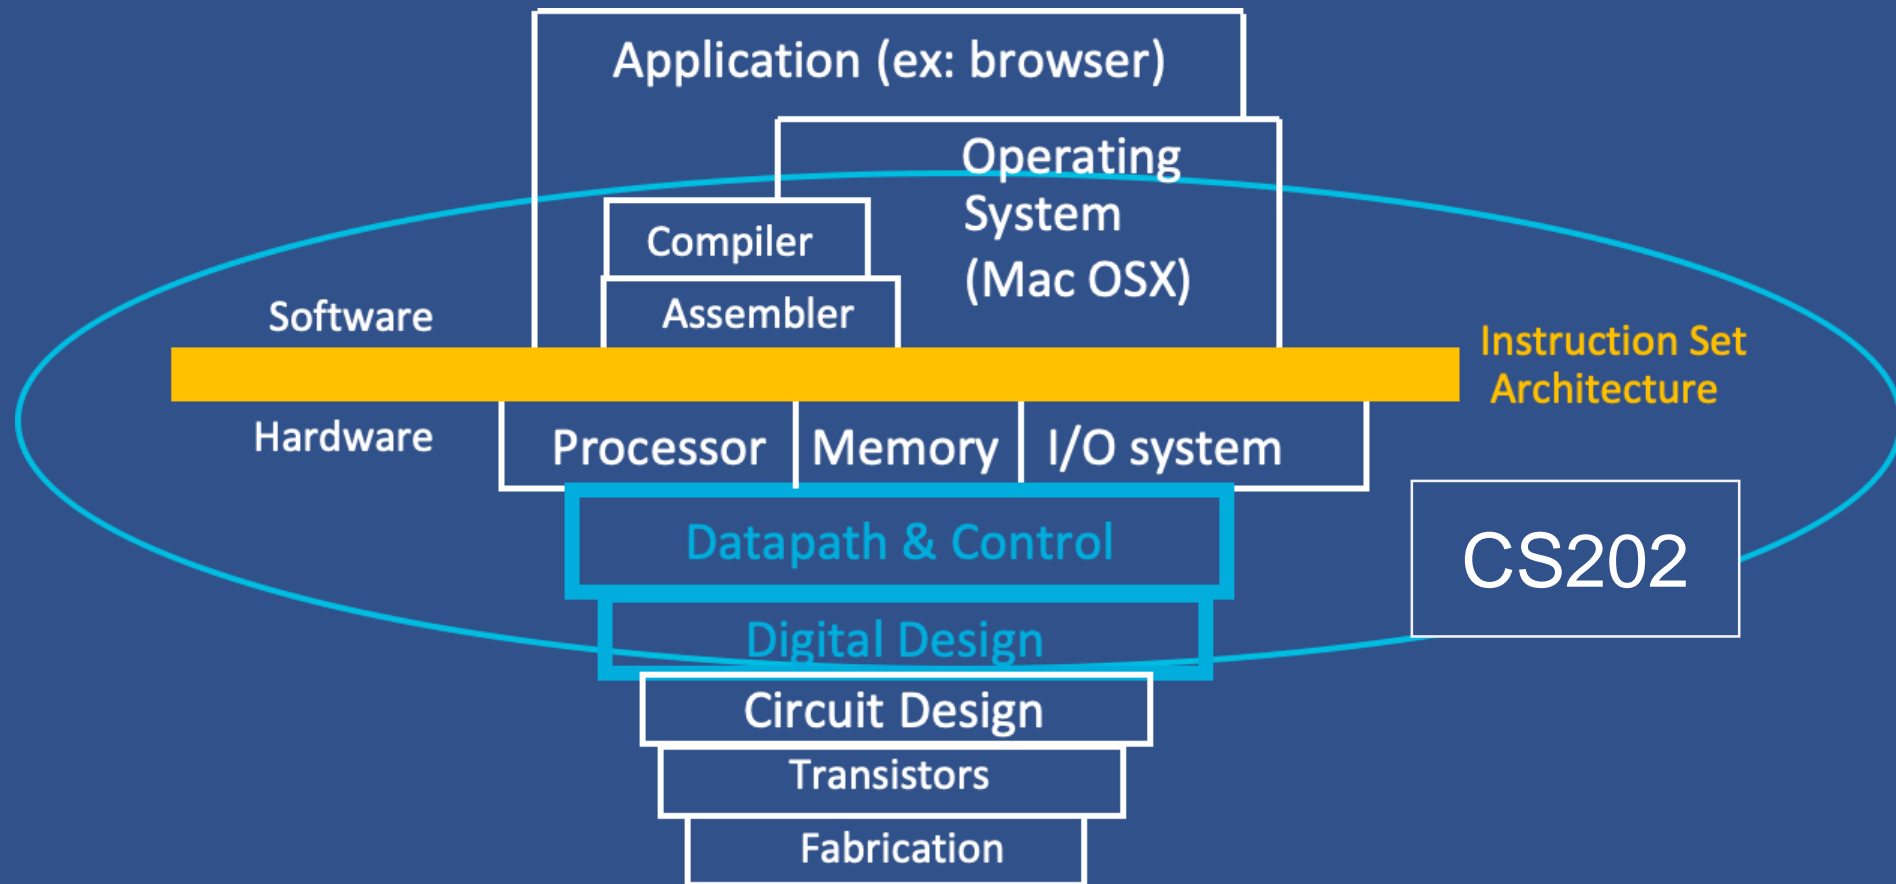 Application (ex: browser)
Operating
System
(Mac OSX)
Compiler
Assembler
Software
Instruction Set
Architecture
Hardware
Processor
Memory
I/O system
Datapath & Control
CS202
Digital Design
Circuit Design
Transistors
Fabrication